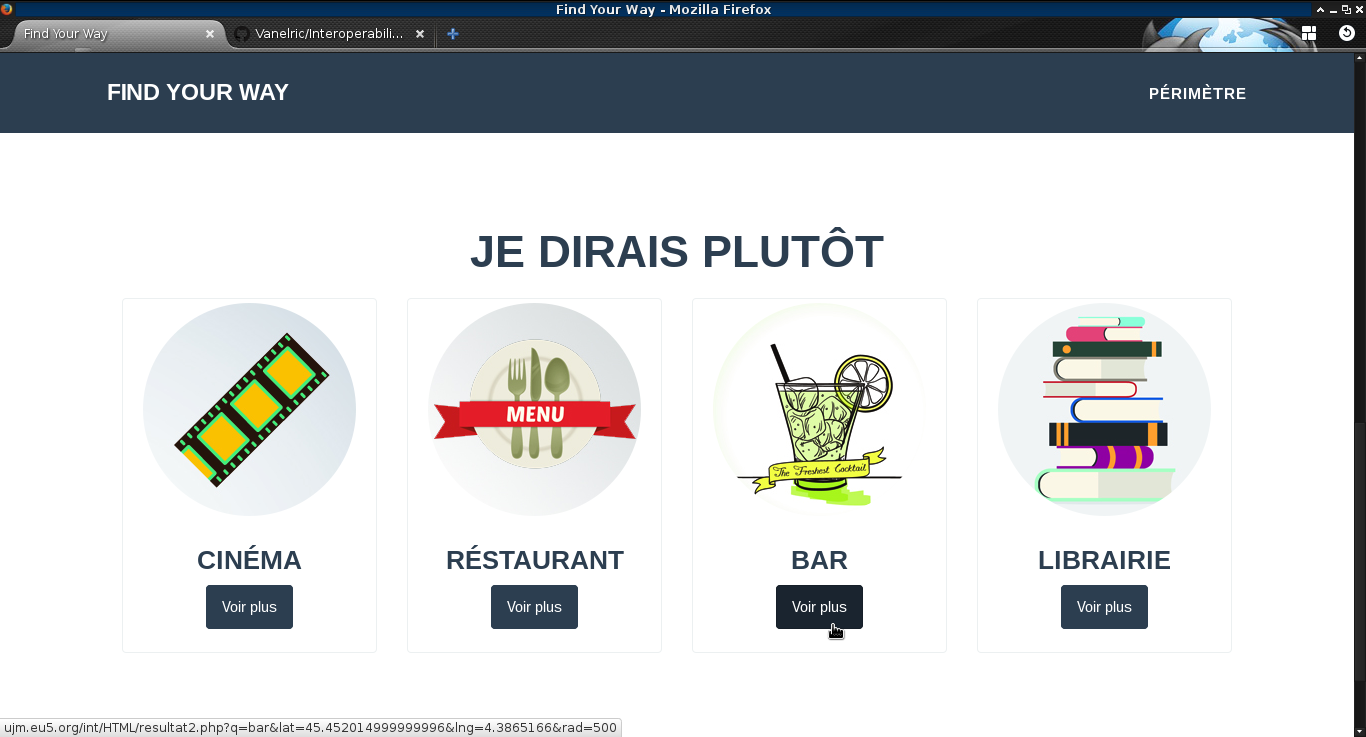 Find Your Way - Mozilla Firefox
Find Your Way
Vanelric/Interoperabili...
FIND YOUR WAY
PÉRIMÈTRE
JE DIRAIS PLUTÔT
MENU
The Freshest Cocktail
CINÉMA
RÉSTAURANT
BAR
LIBRAIRIE
Voir plus
Voir plus
Voir plus
Voir plus
ujm.eu5.org/int/HTML/resultat2.php?q=bar&lat=45.452014999999996&lng=4.3865166&rad=500